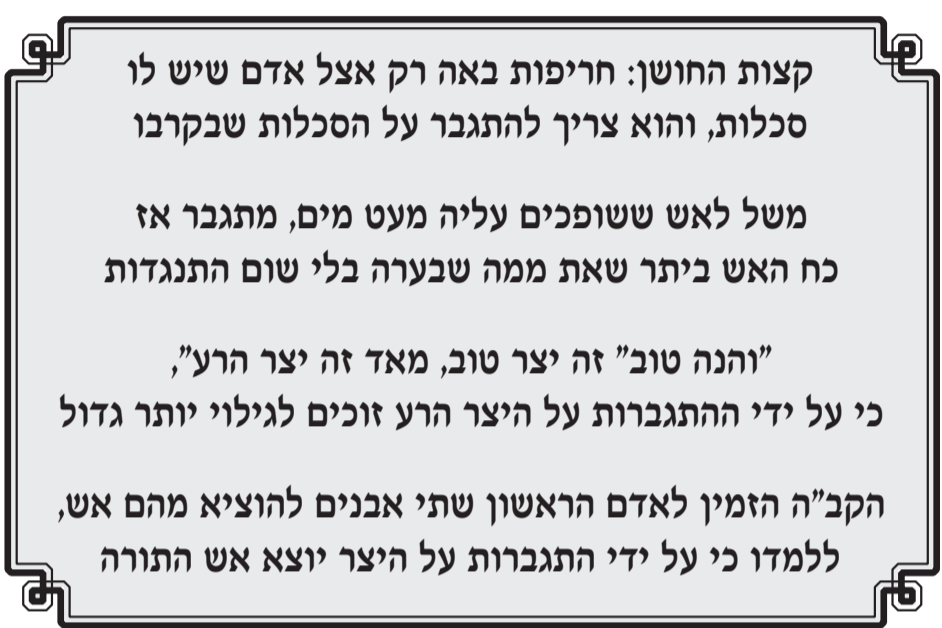 קצות החושן: חריפות באה רק אצל אדם שיש לו
סכלות, והוא צריך להתגבר על הסכלות שבקרבו
משל לאש ששופכים עליה מעט מים, מתגבר אז
כח האש ביתר שאת ממה שבערה בלי שום התנגדות
"והנה טוב" זה יצר טוב, מאד זה יצר הרע",
כי על ידי ההתגברות על היצר הרע זוכים לגילוי יותר גדול
הקב"ה הזמין לאדם הראשון שתי אבנים להוציא מהם אש,
ללמדו כי על ידי התגברות על היצר יוצא אש התורה